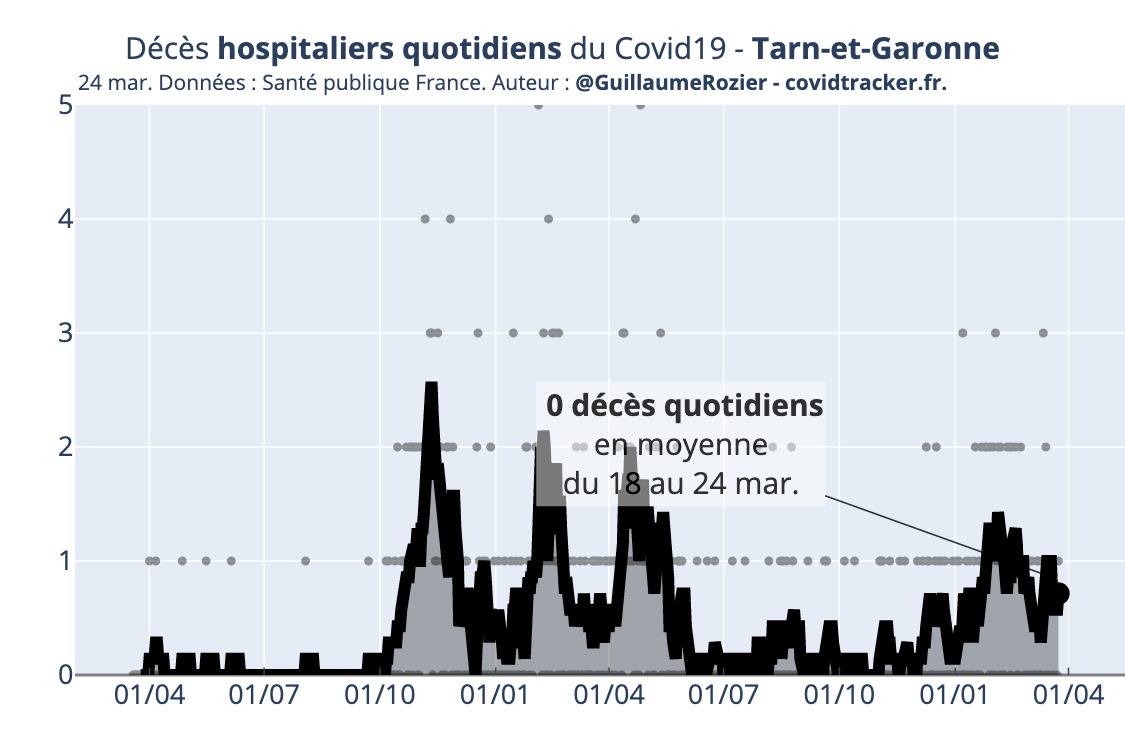 Décès hospitaliers quotidiens du Covid19 - Tarn-et-Garonne
24 mar. Données : Santé publique France. Auteur : @GuillaumeRozier - covidtracker.fr.
5
4
3
0 décès quotidiens
2
en moyenne
du 18 au 24 mar.
1
0
01/04 01/07 01/10 01/01 01/04 01/07 01/10 01/01 01/04